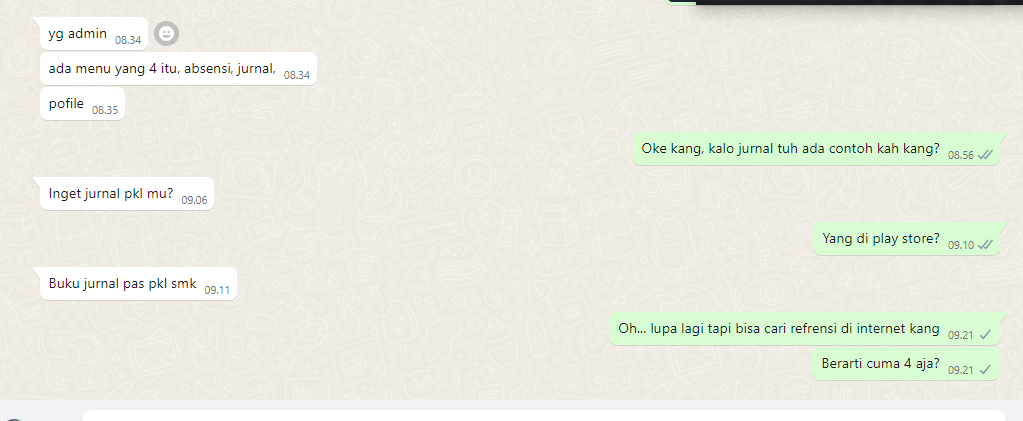 yg admin 08.34
ada menu yang 4 itu, absensi, jurnal, 08.34
pofile 08.35
Oke kang, kalo jurnal tuh ada contoh kah kang? 08.56
Inget jurnal pkl mu? 09.06
Yang di play store? 09.10
Buku jurnal pas pkl smk 09.11
Oh... lupa lagi tapi bisa cari refrensi di internet kang 09.21
Berarti cuma 4 aja? 09.21